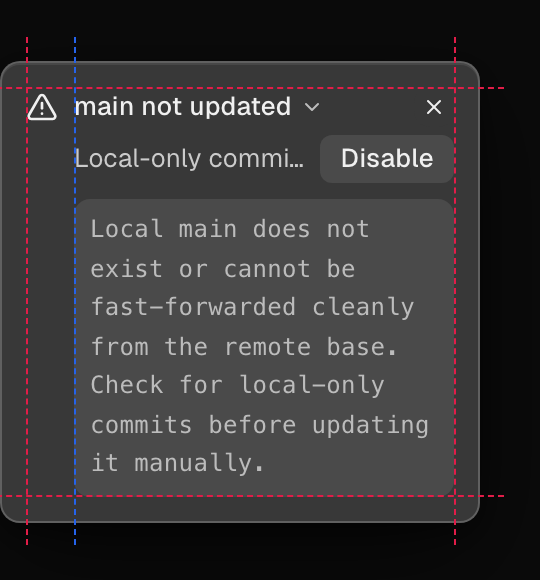 main not updated
Local-only commi…
Disable
Local main does not
exist or cannot be
fast-forwarded cleanly
from the remote base.
Check for local-only
commits before updating
it manually.